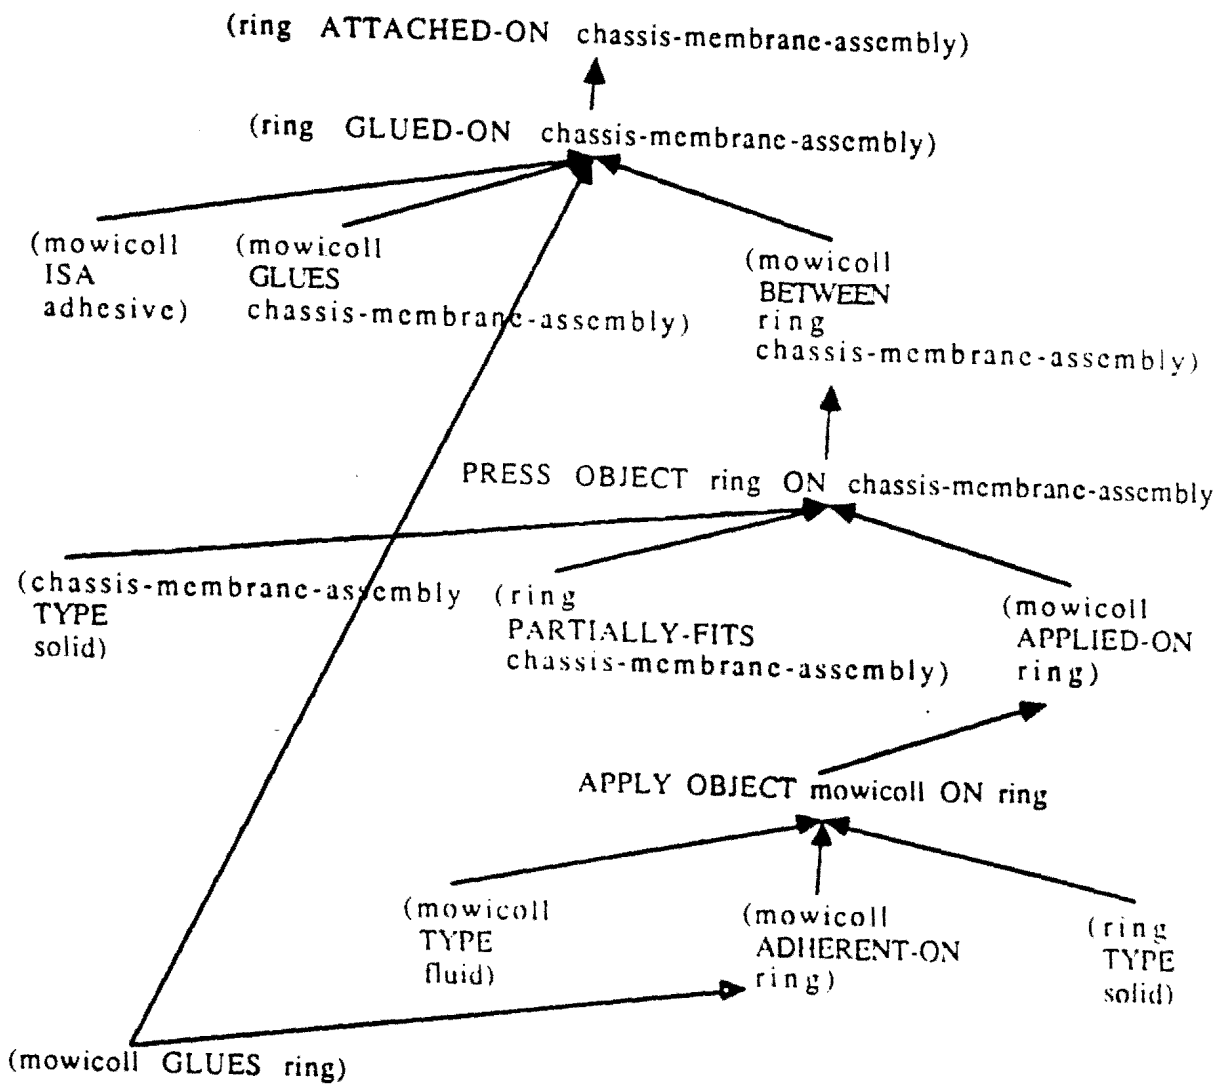 (ring ATTACHED-ON chassis-membrane-assembly)
(ring GLUED-ON chassis-membrane-assembly)
(mowicoll
ISA
adhesive)
(mowicoll
GLUES
chassis-membrane-assembly)
(mowicoll
BETWEEN
ring
chassis-membrane-assembly)
PRESS OBJECT ring ON chassis-membrane-assembly
(chassis-membrane-assembly
TYPE
solid)
(ring
PARTIALLY-FITS
chassis-membrane-assembly)
(mowicoll
APPLIED-ON
ring)
APPLY OBJECT mowicoll ON ring
(mowicoll
TYPE
fluid)
(mowicoll
ADHERENT-ON
ring)
(ring
TYPE
solid)
(mowicoll GLUES ring)